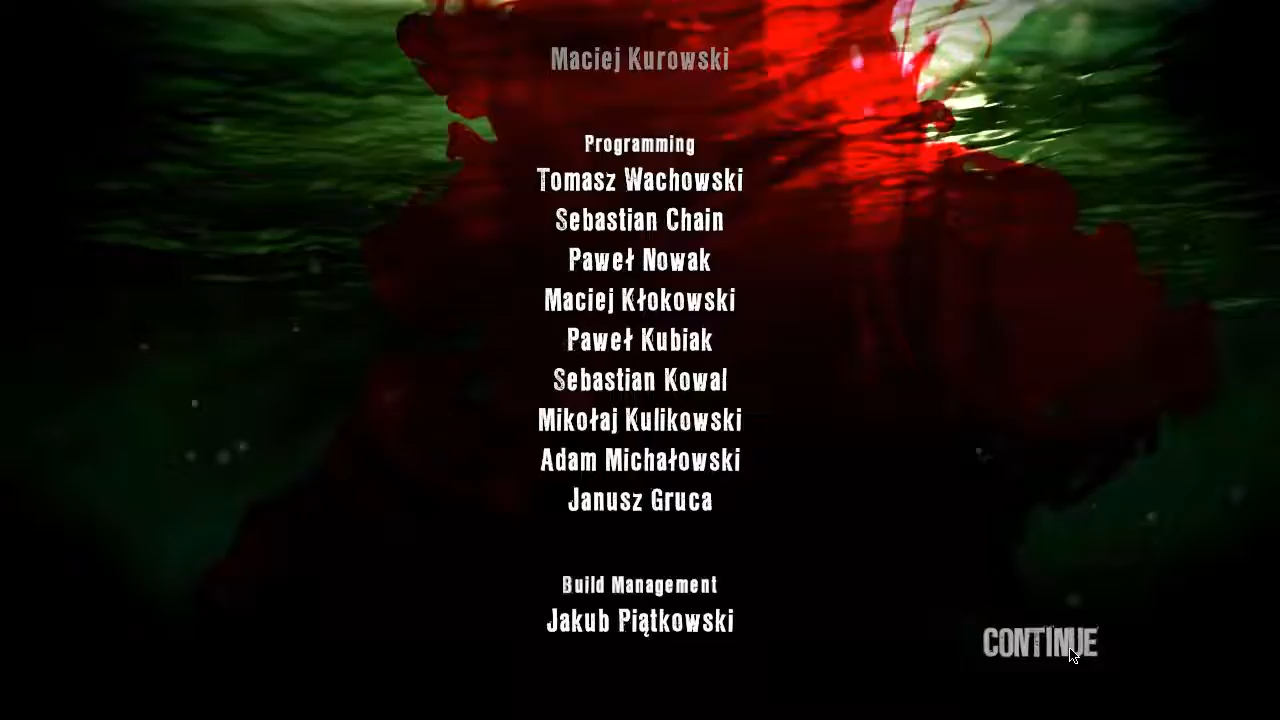 Maciej Kurowski
Programming
Tomasz Wachowski
Sebastian Chain
Paweł Nowak
Maciej Kłokowski
Paweł Kubiak
Sebastian Kowal
Mikołaj Kulikowski
Adam Michałowski
Janusz Gruca
Build Management
Jakub Piątkowski
CONTINUE